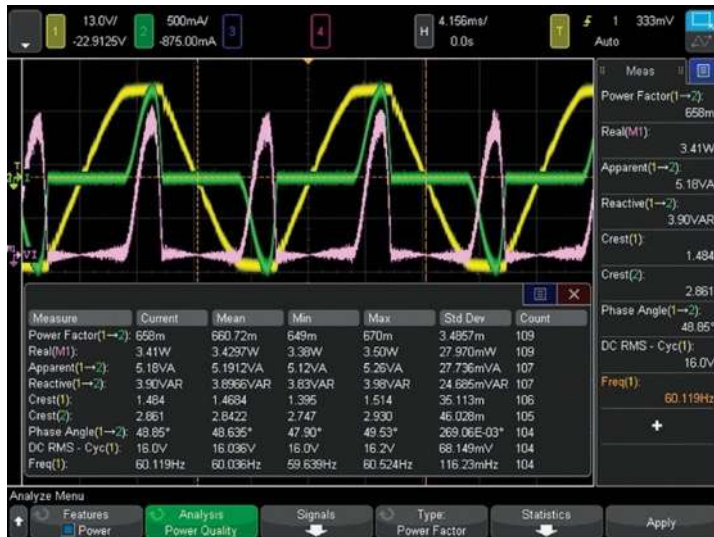 1 13.0V/ 2 500mA/ 3 4 H 4.156ms/ T 1 333mV
-22.9125V -875.00mA 0.0s Auto
Meas
Power Factor(1→2):
658m
Real(M1):
3.41W
Apparent(1→2):
5.18VA
Reactive(1→2):
3.90VAR
Crest(1):
1.484
Crest(2):
2.861
Phase Angle(1→2):
48.85°
DC RMS - Cyc(1):
16.0V
Freq(1):
60.119Hz
+
Measure Current Mean Min Max Std Dev Count
Power Factor(1→2): 658m 660.72m 649m 670m 3.4857m 109
Real(M1): 3.41W 3.4297W 3.38W 3.50W 27.970mW 109
Apparent(1→2): 5.18VA 5.1912VA 5.12VA 5.26VA 27.736mVA 107
Reactive(1→2): 3.90VAR 3.8966VAR 3.83VAR 3.98VAR 24.685mVAR 107
Crest(1): 1.484 1.4684 1.395 1.514 35.113m 106
Crest(2): 2.861 2.8422 2.747 2.930 46.028m 105
Phase Angle(1→2): 48.85° 48.635° 47.90° 49.53° 269.06E-03° 104
DC RMS - Cyc(1): 16.0V 16.036V 16.0V 16.2V 68.149mV 104
Freq(1): 60.119Hz 60.036Hz 59.639Hz 60.524Hz 116.23mHz 104
Analyze Menu
Features Analysis Signals Type: Statistics Apply
Power Power Quality Power Factor